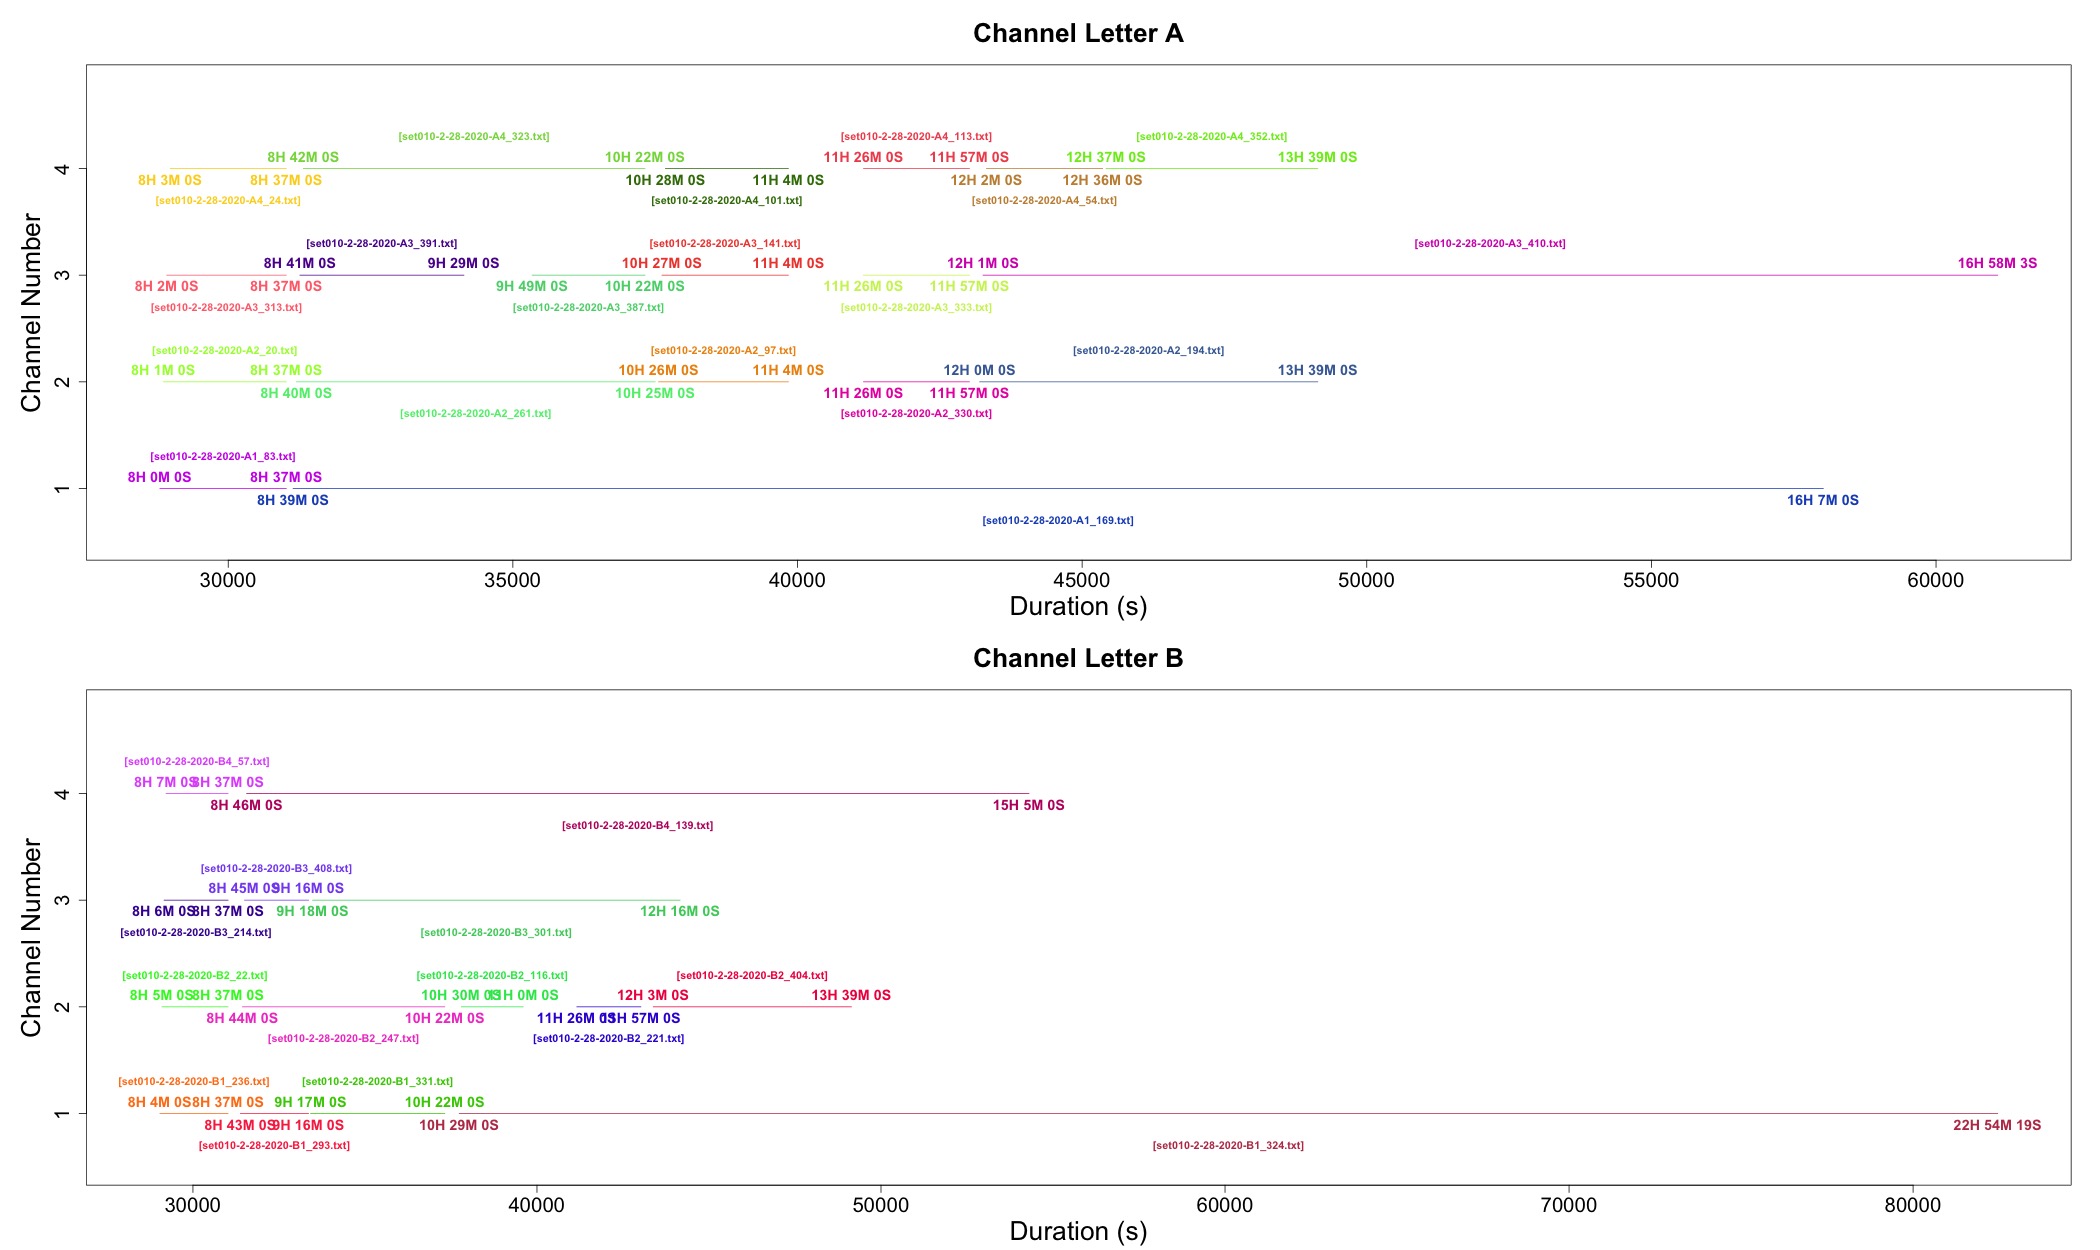 Channel Letter A
[set010-2-28-2020-A4_323.txt] [set010-2-28-2020-A4_113.txt] [set010-2-28-2020-A4_352.txt]
8H 42M 0S 10H 22M 0S 11H 26M 0S 11H 57M 0S 12H 37M 0S 13H 39M 0S
4
8H 3M 0S 8H 37M 0S 10H 28M 0S 11H 4M 0S 12H 2M 0S 12H 36M 0S
[set010-2-28-2020-A4_24.txt] [set010-2-28-2020-A4_101.txt] [set010-2-28-2020-A4_54.txt]
[set010-2-28-2020-A3_391.txt] [set010-2-28-2020-A3_141.txt] [set010-2-28-2020-A3_410.txt]
8H 41M 0S 9H 29M 0S 10H 27M 0S 11H 4M 0S 12H 1M 0S 16H 58M 3S
3
8H 2M 0S 8H 37M 0S 9H 49M 0S 10H 22M 0S 11H 26M 0S 11H 57M 0S
[set010-2-28-2020-A3_313.txt] [set010-2-28-2020-A3_387.txt] [set010-2-28-2020-A3_333.txt]
Channel Number
[set010-2-28-2020-A2_20.txt] [set010-2-28-2020-A2_97.txt] [set010-2-28-2020-A2_194.txt]
8H 1M 0S 8H 37M 0S 10H 26M 0S 11H 4M 0S 12H 0M 0S 13H 39M 0S
2
8H 40M 0S 10H 25M 0S 11H 26M 0S 11H 57M 0S
[set010-2-28-2020-A2_261.txt] [set010-2-28-2020-A2_330.txt]
[set010-2-28-2020-A1_83.txt]
8H 0M 0S 8H 37M 0S
1
8H 39M 0S 16H 7M 0S
[set010-2-28-2020-A1_169.txt]
30000 35000 40000 45000 50000 55000 60000
Duration (s)
Channel Letter B
[set010-2-28-2020-B4_57.txt]
8H 7M 0S 8H 37M 0S
4
8H 46M 0S 15H 5M 0S
[set010-2-28-2020-B4_139.txt]
[set010-2-28-2020-B3_408.txt]
8H 45M 0S 9H 16M 0S
3
8H 6M 0S 8H 37M 0S 9H 18M 0S 12H 16M 0S
[set010-2-28-2020-B3_214.txt] [set010-2-28-2020-B3_301.txt]
Channel Number
[set010-2-28-2020-B2_22.txt] [set010-2-28-2020-B2_116.txt] [set010-2-28-2020-B2_404.txt]
8H 5M 0S 8H 37M 0S 10H 30M 0S 11H 0M 0S 12H 3M 0S 13H 39M 0S
2
8H 44M 0S 10H 22M 0S 11H 26M 0S 11H 57M 0S
[set010-2-28-2020-B2_247.txt] [set010-2-28-2020-B2_221.txt]
[set010-2-28-2020-B1_236.txt] [set010-2-28-2020-B1_331.txt]
8H 4M 0S 8H 37M 0S 9H 17M 0S 10H 22M 0S
1
8H 43M 0S 9H 16M 0S 10H 29M 0S 22H 54M 19S
[set010-2-28-2020-B1_293.txt] [set010-2-28-2020-B1_324.txt]
30000 40000 50000 60000 70000 80000
Duration (s)